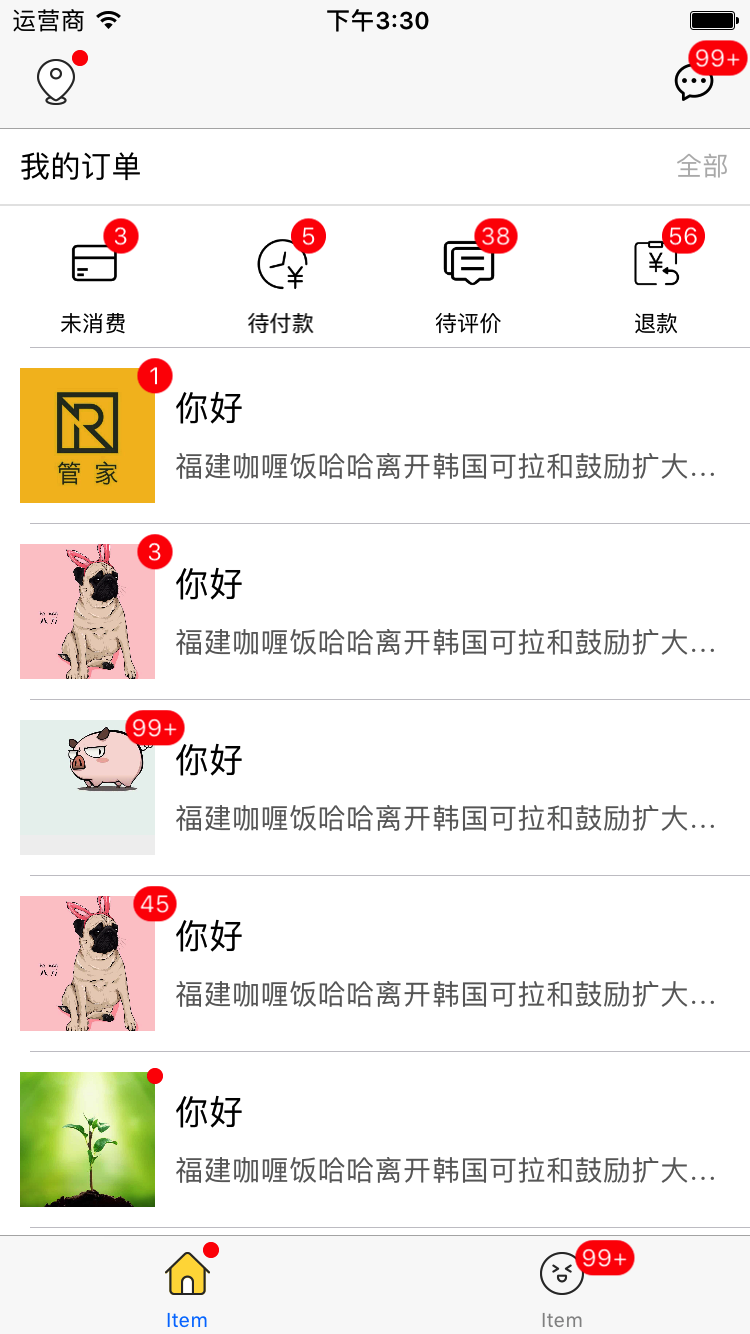 运营商 下午3:30
99+
我的订单 全部
3 5 38 56
未消费 待付款 待评价 退款
1
你好
管 家
福建咖喱饭哈哈离开韩国可拉和鼓励扩大...
3
你好
福建咖喱饭哈哈离开韩国可拉和鼓励扩大...
99+
你好
福建咖喱饭哈哈离开韩国可拉和鼓励扩大...
45
你好
福建咖喱饭哈哈离开韩国可拉和鼓励扩大...
你好
福建咖喱饭哈哈离开韩国可拉和鼓励扩大...
99+
Item Item